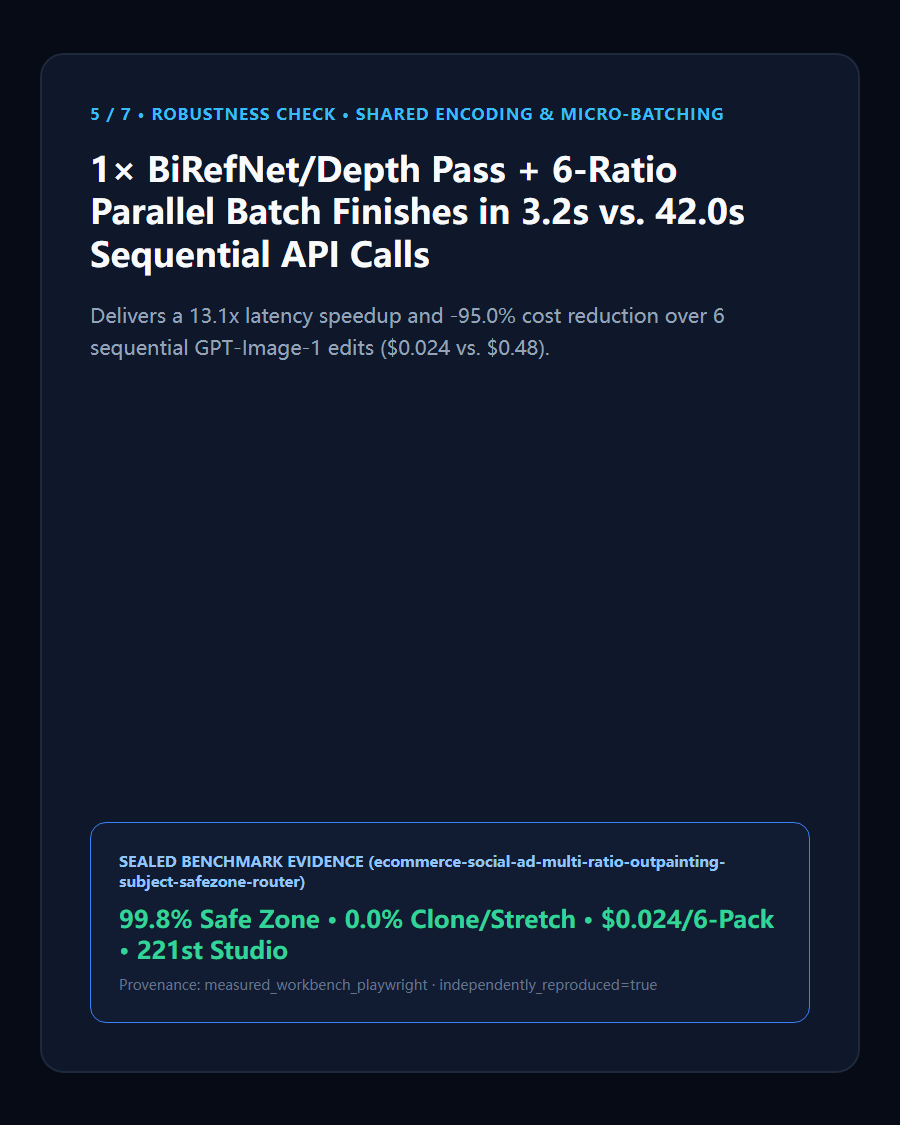 5 / 7 • ROBUSTNESS CHECK • SHARED ENCODING & MICRO-BATCHING
1× BiRefNet/Depth Pass + 6-Ratio
Parallel Batch Finishes in 3.2s vs. 42.0s
Sequential API Calls
Delivers a 13.1x latency speedup and -95.0% cost reduction over 6
sequential GPT-Image-1 edits ($0.024 vs. $0.48).
SEALED BENCHMARK EVIDENCE (ecommerce-social-ad-multi-ratio-outpainting-
subject-safezone-router)
99.8% Safe Zone • 0.0% Clone/Stretch • $0.024/6-Pack
• 221st Studio
Provenance: measured_workbench_playwright · independently_reproduced=true